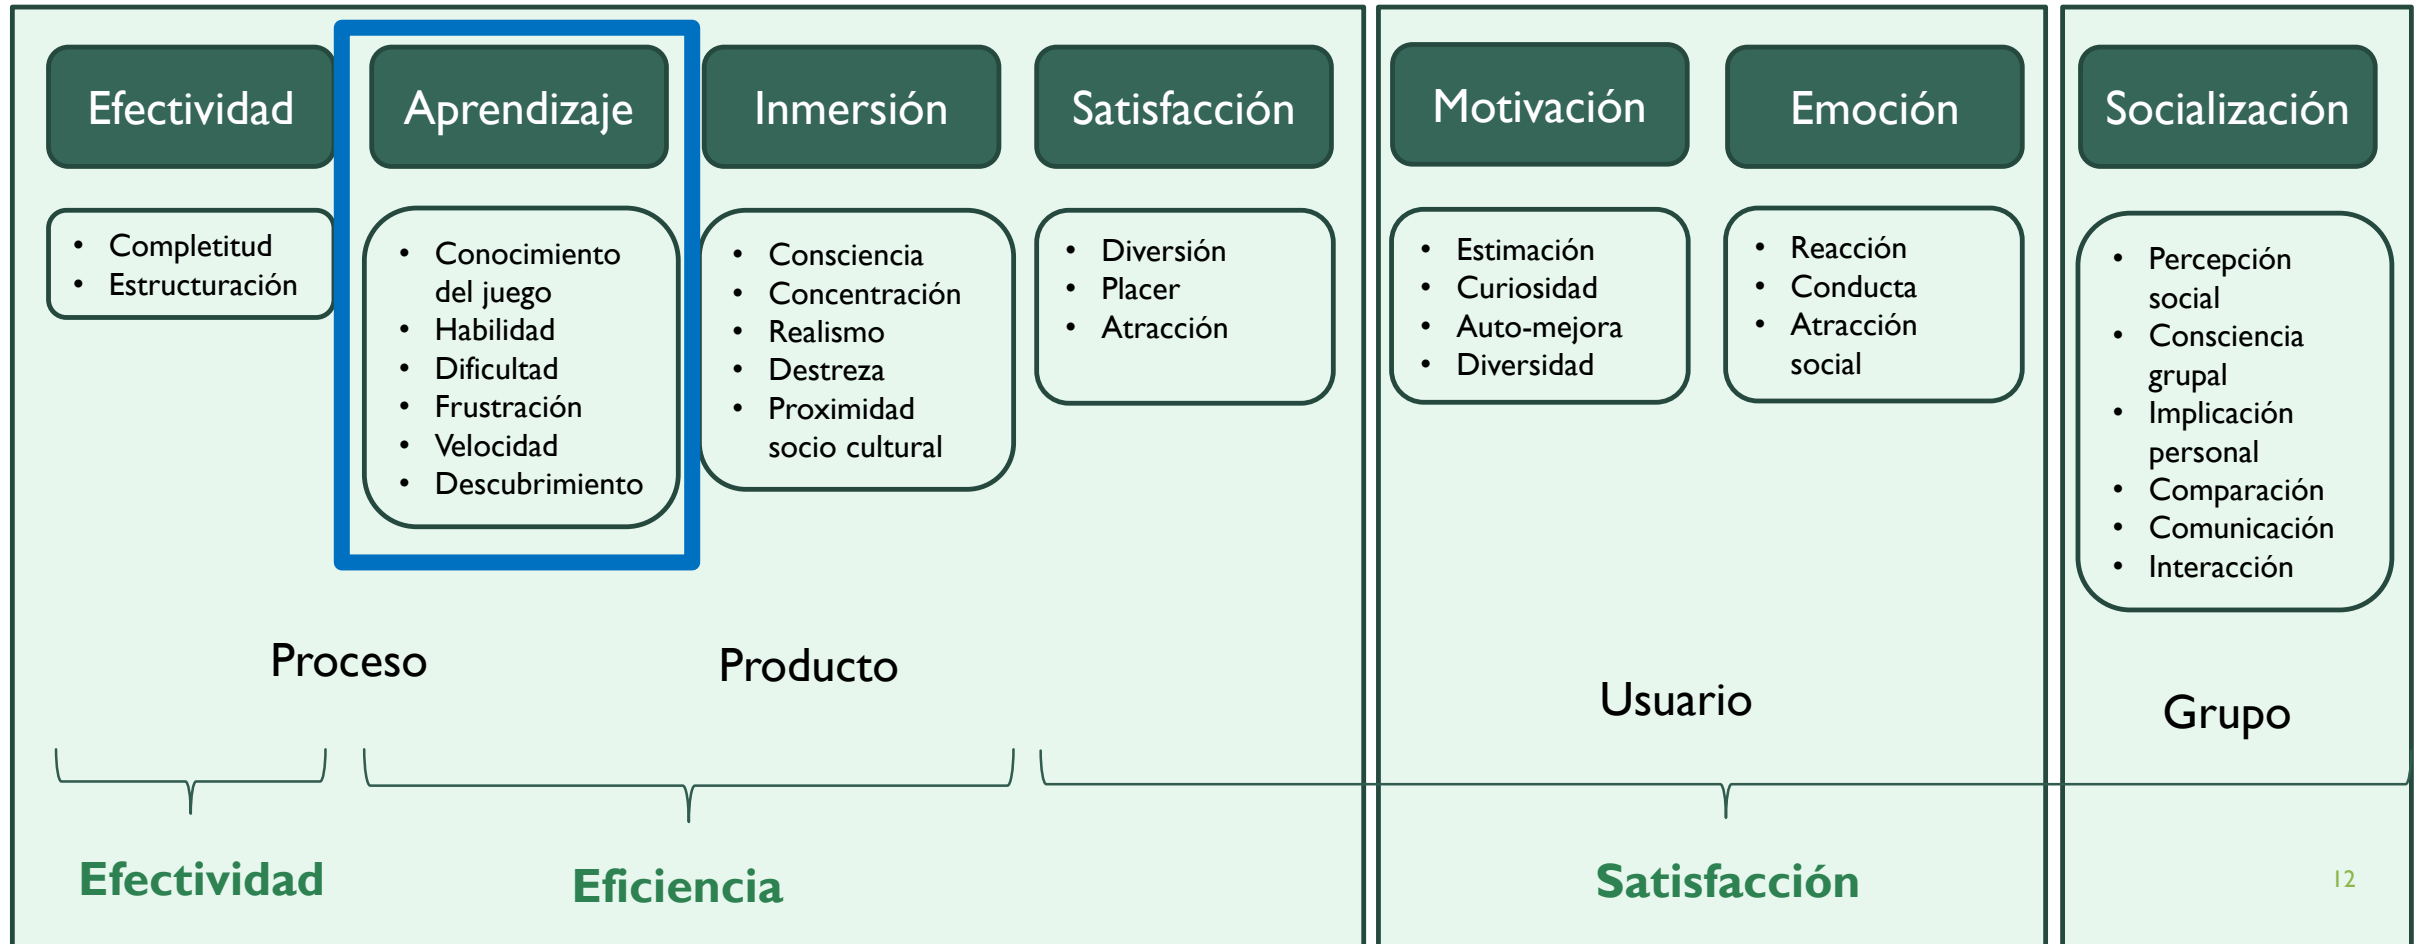 Efectividad
Completitud
Estructuración
Aprendizaje
Conocimiento
del juego
Habilidad
Dificultad
Frustración
Velocidad
Descubrimiento
Inmersión
Consciencia
Concentración
Realismo
Destreza
Proximidad
socio cultural
Satisfacción
Diversión
Placer
Atracción
Motivación
Estimación
Curiosidad
Auto-mejora
Diversidad
Emoción
Reacción
Conducta
Atracción
social
Socialización
Percepción
social
Consciencia
grupal
Implicación
personal
Comparación
Comunicación
Interacción
Proceso
Producto
Usuario
Grupo
Efectividad
Eficiencia
Satisfacción
12